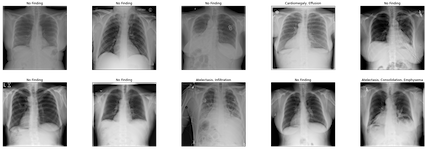 No Finding
No Finding
No Finding
Cardiomegaly, Effusion
No Finding
No Finding
No Finding
Atelectasis, Infiltration
No Finding
Atelectasis, Consolidation, Emphysema